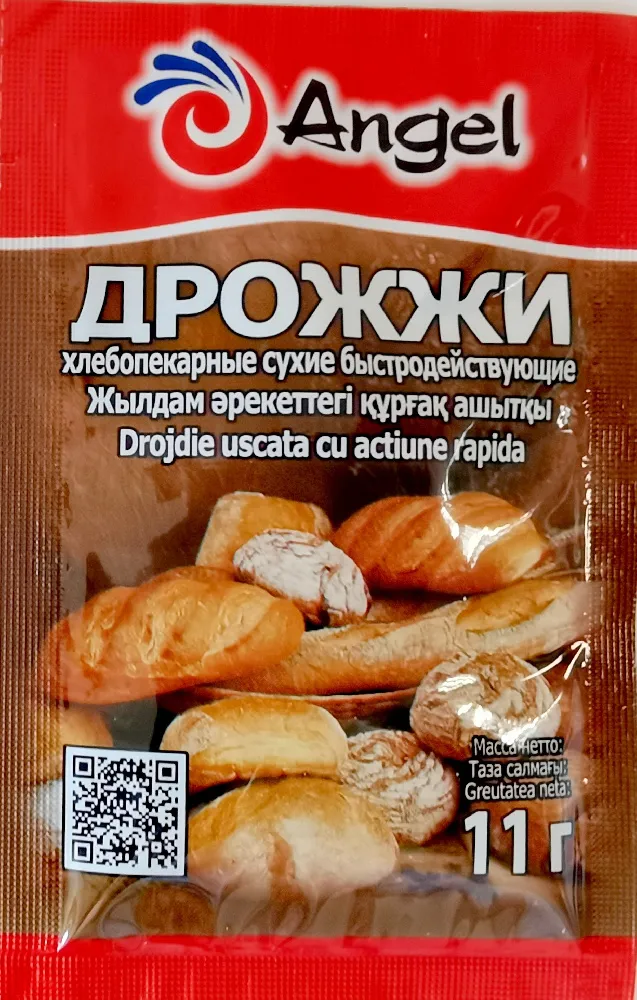 Angel
ДРОЖЖИ
хлебопекарные сухие быстродействующие
Жылдам әрекеттегі құрғақ ашытқы
Drojdie uscata cu actiune rapida
Масса нетто:
Таза салмағы:
Greutatea neta:
11 г